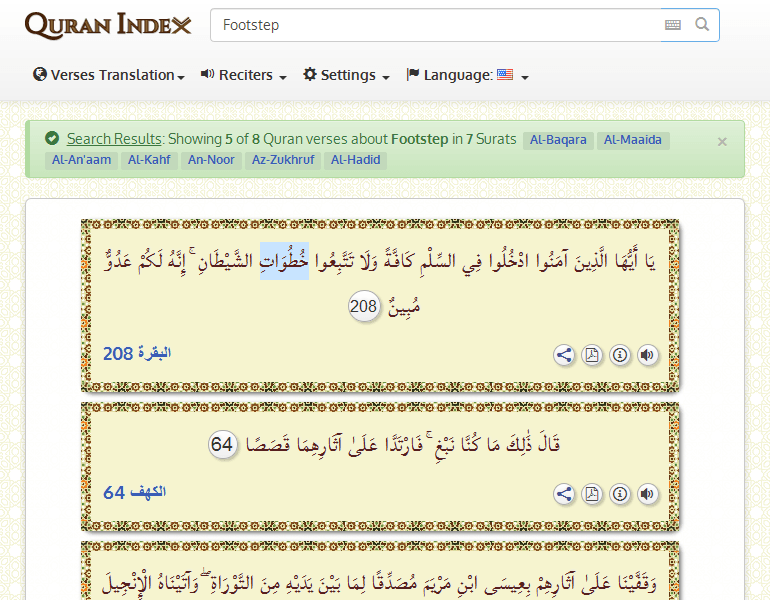 QURAN INDEX
Footstep
Verses Translation Reciters Settings Language:
Search Results: Showing 5 of 8 Quran verses about Footstep in 7 Surats Al-Baqara Al-Maaida
Al-An'aam Al-Kahf An-Noor Az-Zukhruf Al-Hadid
×
يَا أَيُّهَا الَّذِينَ آمَنُوا ادْخُلُوا فِي السِّلْمِ كَافَّةً وَلَا تَتَّبِعُوا خُطُوَاتِ الشَّيْطَانِ ۚ إِنَّهُ لَكُمْ عَدُوٌّ
مُبِينٌ 208
البقرة 208
قَالَ ذَٰلِكَ مَا كُنَّا نَبْغِ ۚ فَارْتَدَّا عَلَىٰ آثَارِهِمَا قَصَصًا 64
الكهف 64
وَقَفَّيْنَا عَلَىٰ آثَارِهِمْ بِعِيسَى ابْنِ مَرْيَمَ مُصَدِّقًا لِمَا بَيْنَ يَدَيْهِ مِنَ التَّوْرَاةِ ۖ وَآتَيْنَاهُ الْإِنْجِيلَ